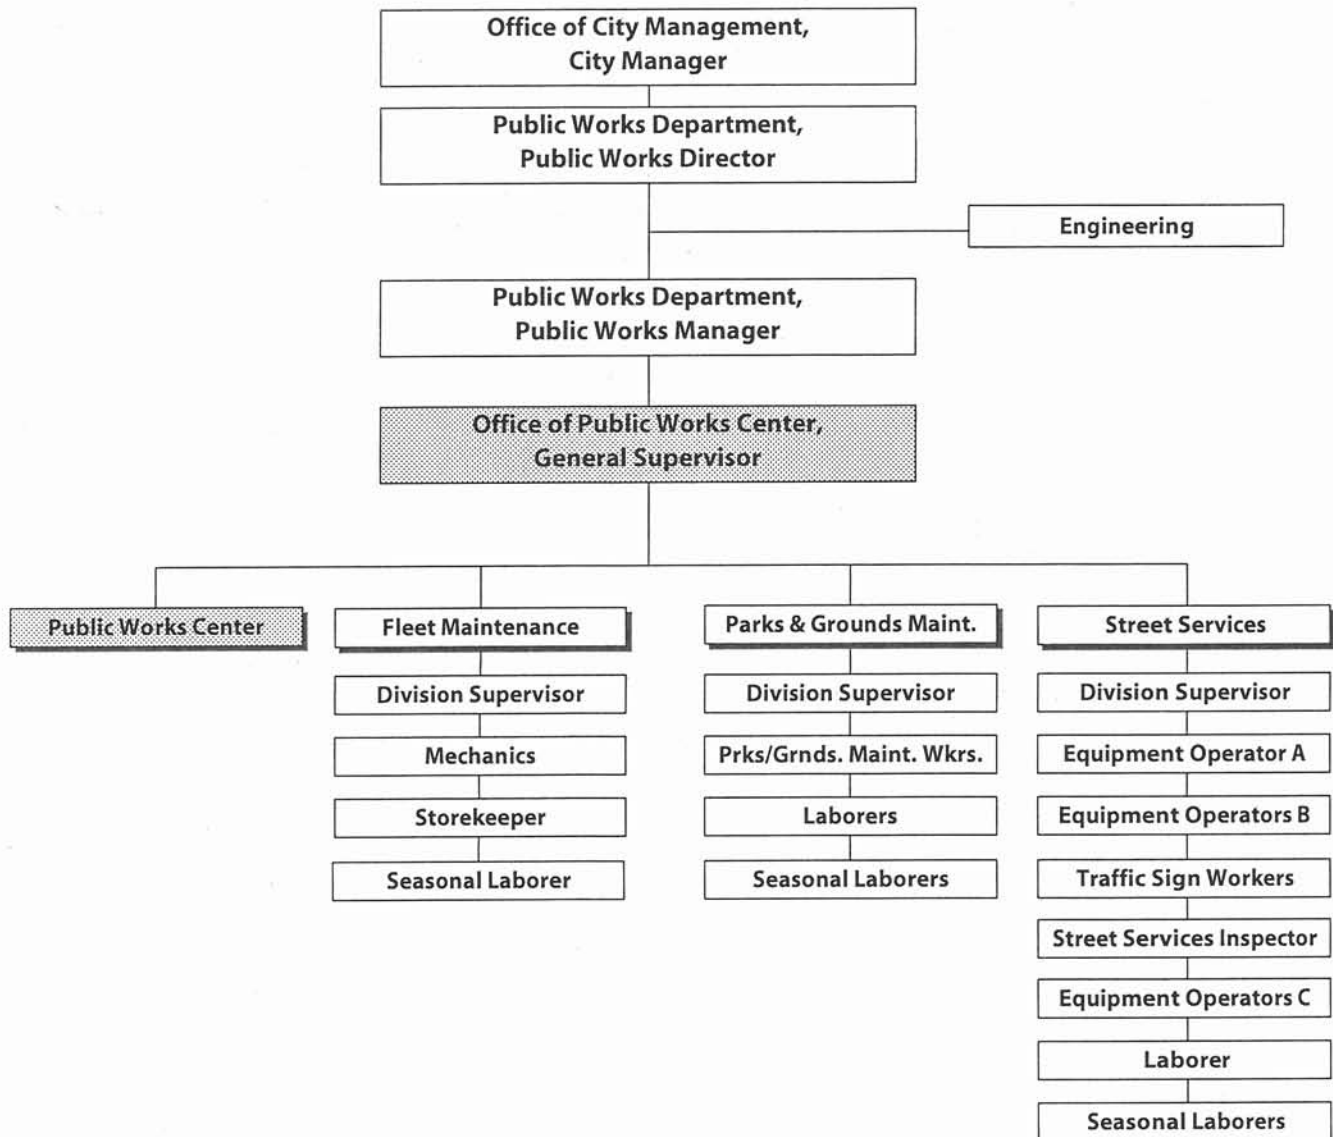 Office of City Management,
City Manager
Public Works Department,
Public Works Director
Engineering
Public Works Department,
Public Works Manager
Office of Public Works Center,
General Supervisor
Public Works Center
Fleet Maintenance
Parks & Grounds Maint.
Street Services
Division Supervisor
Division Supervisor
Division Supervisor
Mechanics
Prks/Grnds. Maint. Wkrs.
Equipment Operator A
Storekeeper
Laborers
Equipment Operators B
Seasonal Laborer
Seasonal Laborers
Traffic Sign Workers
Street Services Inspector
Equipment Operators C
Laborer
Seasonal Laborers